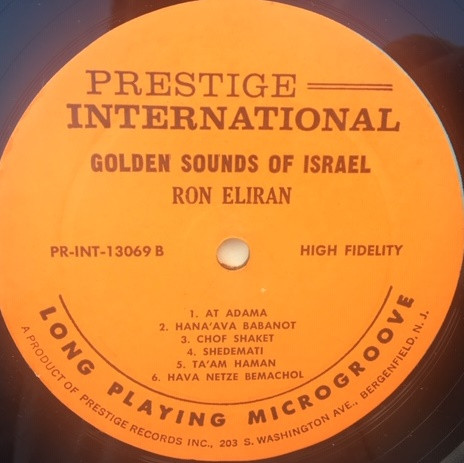 PRESTIGE
INTERNATIONAL
GOLDEN SOUNDS OF ISRAEL
RON ELIRAN
PR-INT-13069 B
HIGH FIDELITY
1. AT ADAMA
2. HANA'AVA BABANOT
3. CHOF SHAKET
4. SHEDEMATI
5. TA'AM HAMAN
6. HAVA NETZE BEMACHOL
LONG PLAYING MICROGROOVE
A PRODUCT OF PRESTIGE RECORDS INC., 203 S. WASHINGTON AVE., BERGENFIELD, N. J.